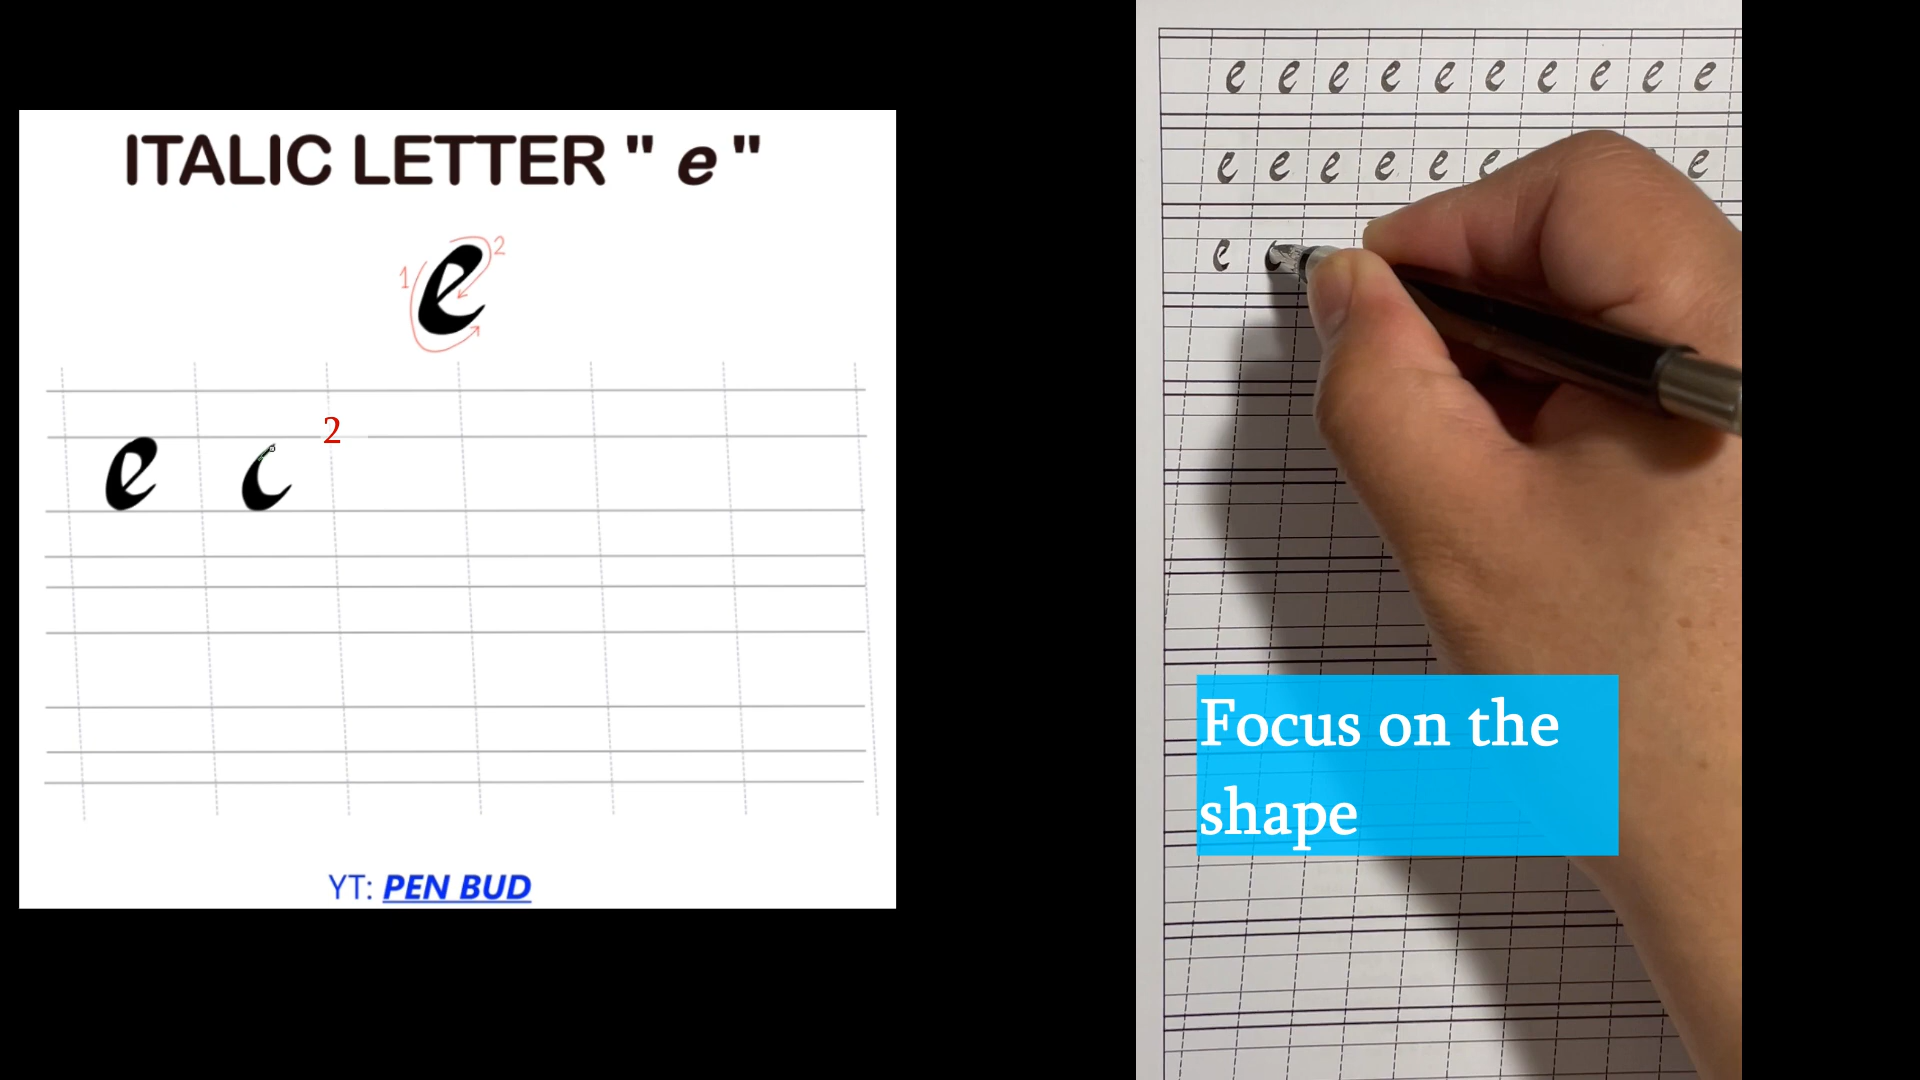 ITALIC LETTER " e "
1 e 2
e c 2
YT: PEN BUD
e e e e e e e e e e
e e e e e e e
e c
Focus on the
shape